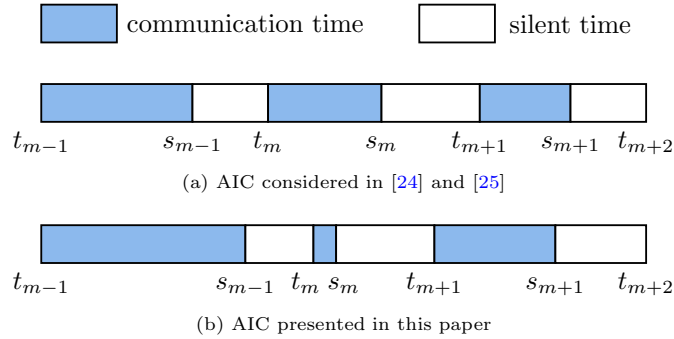 communication time silent time
t_{m−1} s_{m−1} t_m s_m t_{m+1} s_{m+1} t_{m+2}
(a) AIC considered in [24] and [25]
t_{m−1} s_{m−1} t_m s_m t_{m+1} s_{m+1} t_{m+2}
(b) AIC presented in this paper